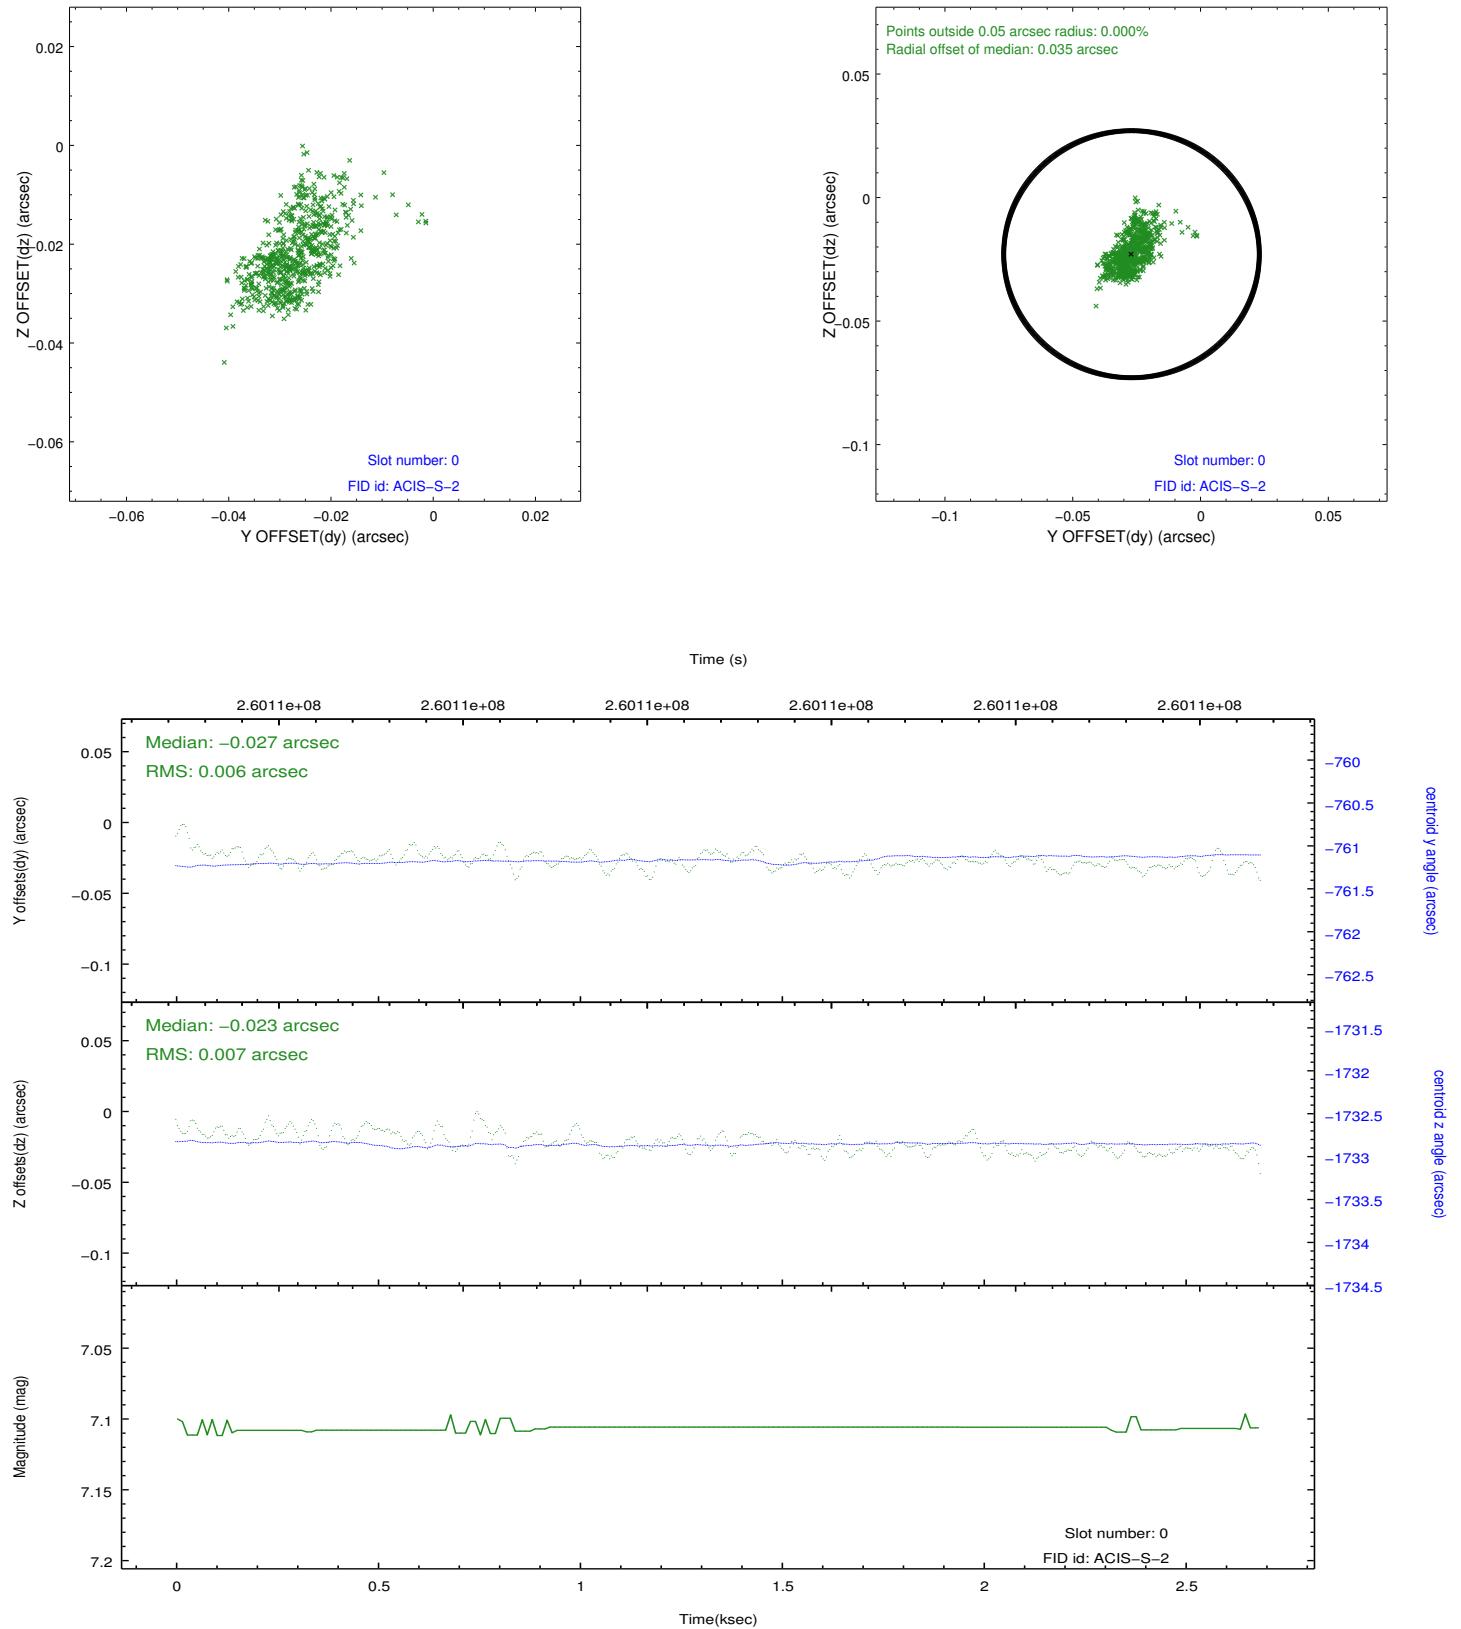 0.02
0
−0.02
−0.04
−0.06
Z OFFSET(dz) (arcsec)
Slot number: 0
FID id: ACIS−S−2
−0.06
−0.04
−0.02
0
0.02
Y OFFSET(dy) (arcsec)
Points outside 0.05 arcsec radius: 0.000%
Radial offset of median: 0.035 arcsec
0.05
0
−0.05
−0.1
Z OFFSET(dz) (arcsec)
Slot number: 0
FID id: ACIS−S−2
−0.1
−0.05
0
0.05
Y OFFSET(dy) (arcsec)
Time (s)
2.6011e+08
2.6011e+08
2.6011e+08
2.6011e+08
2.6011e+08
2.6011e+08
Median: −0.027 arcsec
RMS: 0.006 arcsec
0.05
0
−0.05
−0.1
Y offsets(dy) (arcsec)
−760
−760.5
−761
−761.5
−762
−762.5
centroid y angle (arcsec)
Median: −0.023 arcsec
RMS: 0.007 arcsec
0.05
0
−0.05
−0.1
Z offsets(dz) (arcsec)
−1731.5
−1732
−1732.5
−1733
−1733.5
−1734
−1734.5
centroid z angle (arcsec)
7.05
7.1
7.15
7.2
Magnitude (mag)
Slot number: 0
FID id: ACIS−S−2
0
0.5
1
1.5
2
2.5
Time(ksec)